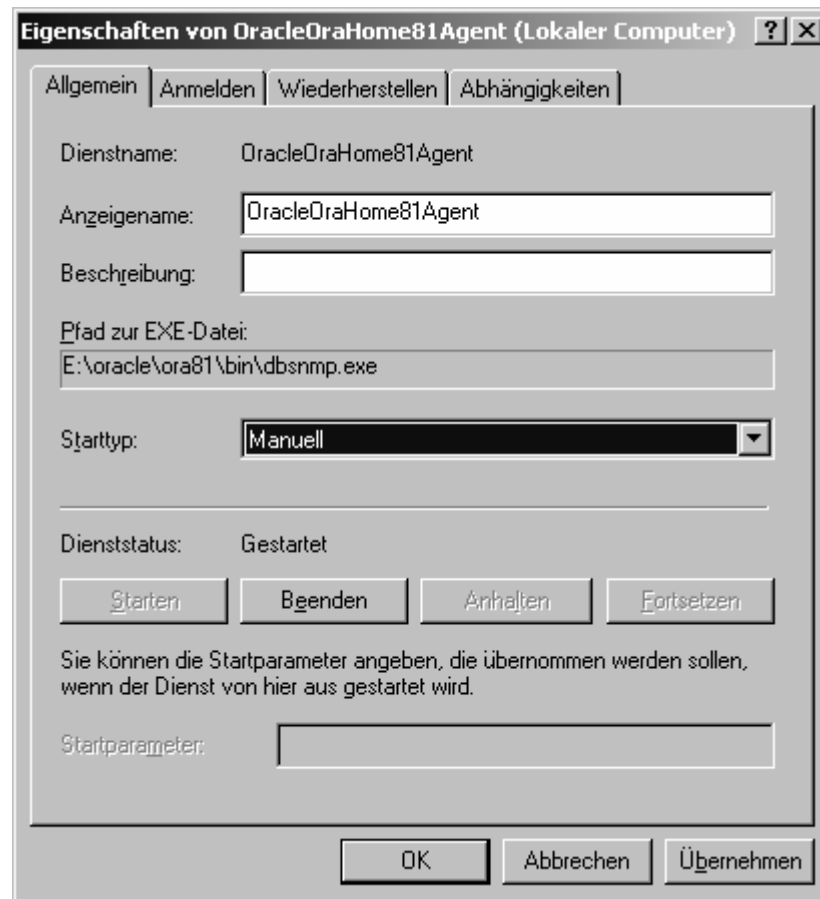 Eigenschaften von OracleOraHome81Agent (Lokaler Computer)
Allgemein Anmelden Wiederherstellen Abhängigkeiten
Dienstname: OracleOraHome81Agent
Anzeigename: OracleOraHome81Agent
Beschreibung:
Pfad zur EXE-Datei:
E:\oracle\ora81\bin\dbsnmp.exe
Starttyp: Manuell
Dienststatus: Gestartet
Starten Beenden Anhalten Fortsetzen
Sie können die Startparameter angeben, die übernommen werden sollen,
wenn der Dienst von hier aus gestartet wird.
Startparameter:
OK Abbrechen Übernehmen